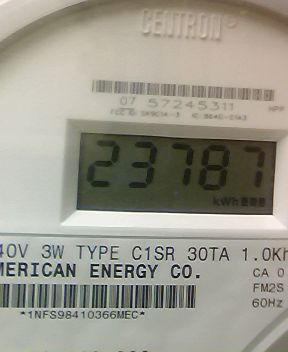 CENTRON
07 57245311
23787
kWh
40V 3W TYPE C1SR 30TA 1.0Kh
MERICAN ENERGY CO.
CA 0
FM2S
60Hz
*1NFS98410366MEC*